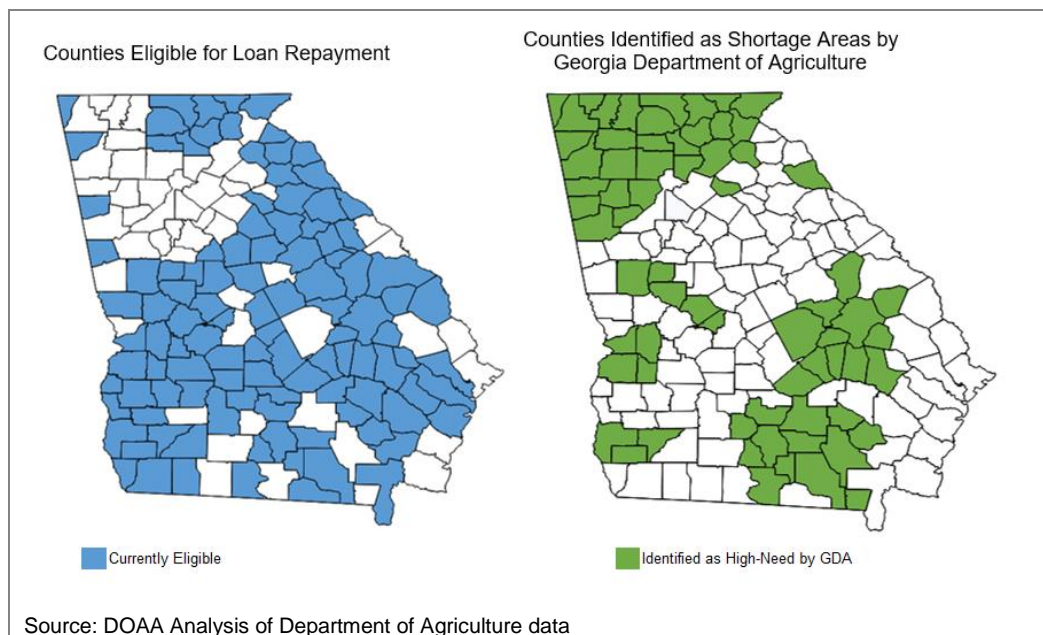 Counties Eligible for Loan Repayment
Counties Identified as Shortage Areas by
Georgia Department of Agriculture
Currently Eligible
Identified as High-Need by GDA
Source: DOAA Analysis of Department of Agriculture data